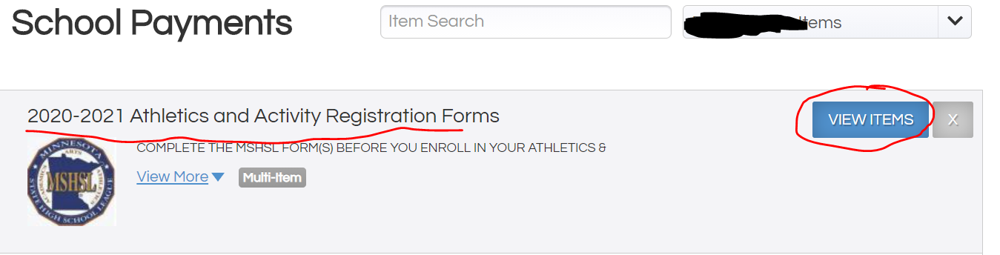 School Payments
Item Search
Items
2020-2021 Athletics and Activity Registration Forms
VIEW ITEMS
X
COMPLETE THE MSHSL FORM(S) BEFORE YOU ENROLL IN YOUR ATHLETICS &
View More
Multi-Item
MINNESOTA
ARTS
ACADEMICS
MSHSL
ATHLETICS
STATE HIGH SCHOOL LEAGUE